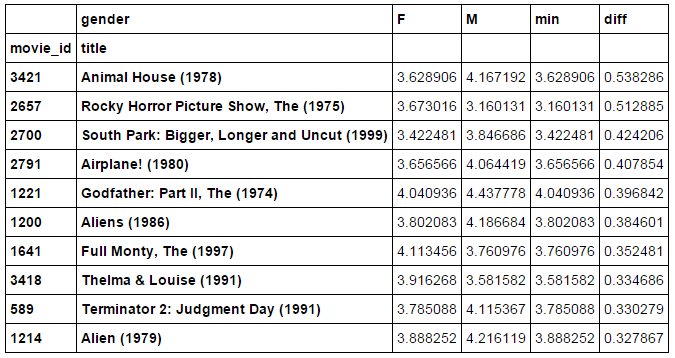 gender F M min diff
movie_id title
3421 Animal House (1978) 3.628906 4.167192 3.628906 0.538286
2657 Rocky Horror Picture Show, The (1975) 3.673016 3.160131 3.160131 0.512885
2700 South Park: Bigger, Longer and Uncut (1999) 3.422481 3.846686 3.422481 0.424206
2791 Airplane! (1980) 3.656566 4.064419 3.656566 0.407854
1221 Godfather: Part II, The (1974) 4.040936 4.437778 4.040936 0.396842
1200 Aliens (1986) 3.802083 4.186684 3.802083 0.384601
1641 Full Monty, The (1997) 4.113456 3.760976 3.760976 0.352481
3418 Thelma & Louise (1991) 3.916268 3.581582 3.581582 0.334686
589 Terminator 2: Judgment Day (1991) 3.785088 4.115367 3.785088 0.330279
1214 Alien (1979) 3.888252 4.216119 3.888252 0.327867